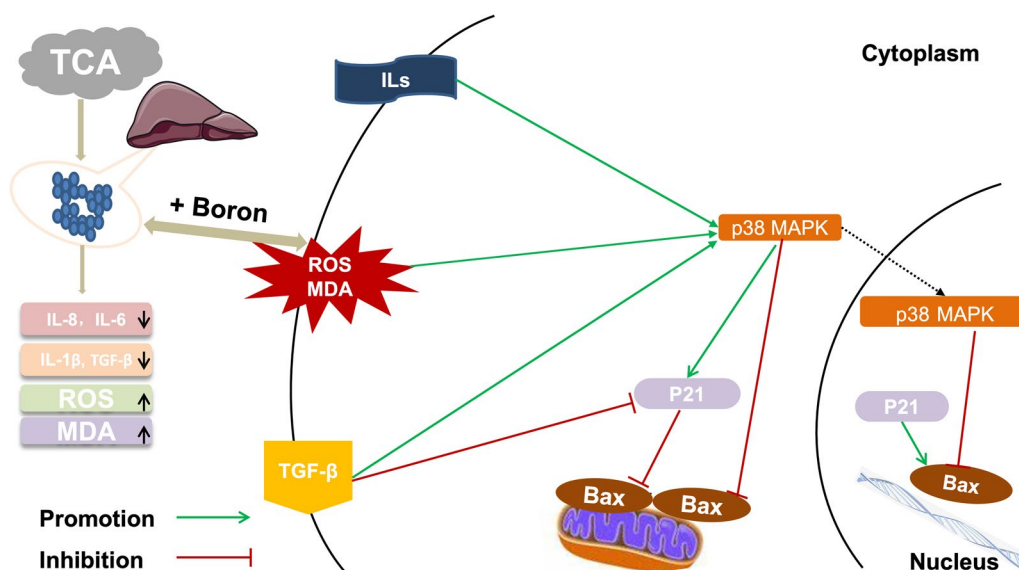 TCA
+ Boron
IL-8， IL-6
IL-1β, TGF-β
ROS
MDA
Promotion
Inhibition
ILs
ROS
MDA
TGF-β
p38 MAPK
P21
Bax
Bax
Cytoplasm
p38 MAPK
P21
Bax
Nucleus